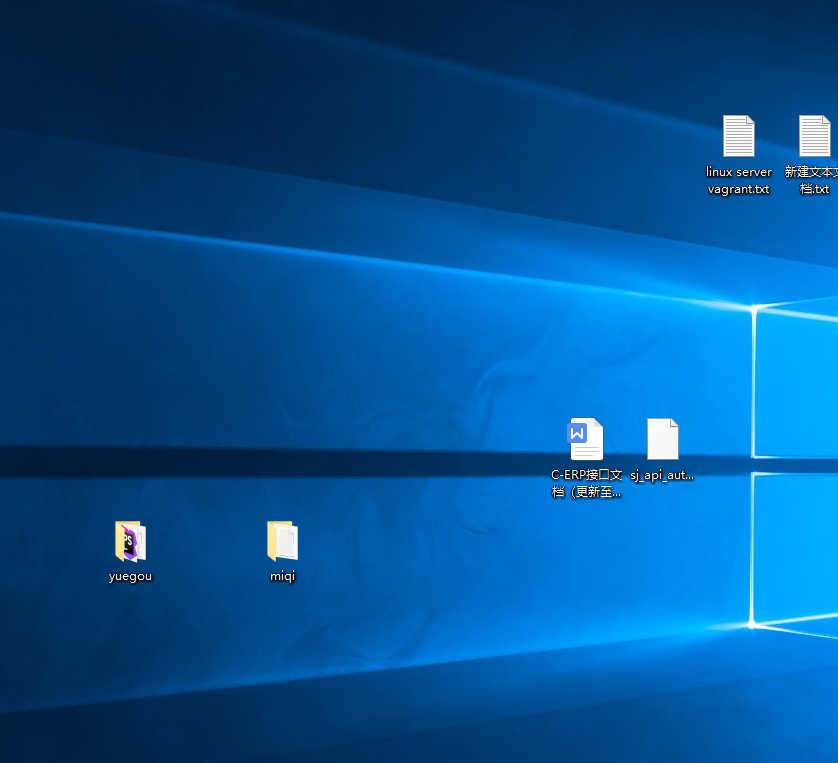 linux server
vagrant.txt
新建文本文
档.txt
C-ERP接口文
档（更新至...
sj_api_aut...
PS
yuegou
miqi